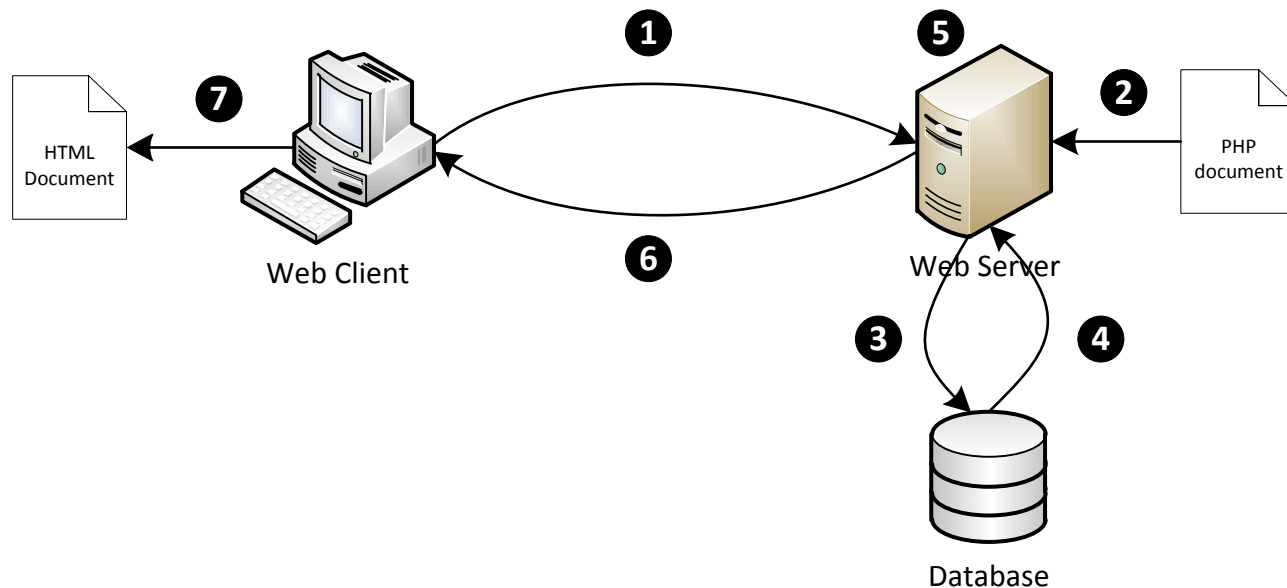 1
5
7
2
HTML
Document
PHP
document
6
Web Client
Web Server
3
4
Database